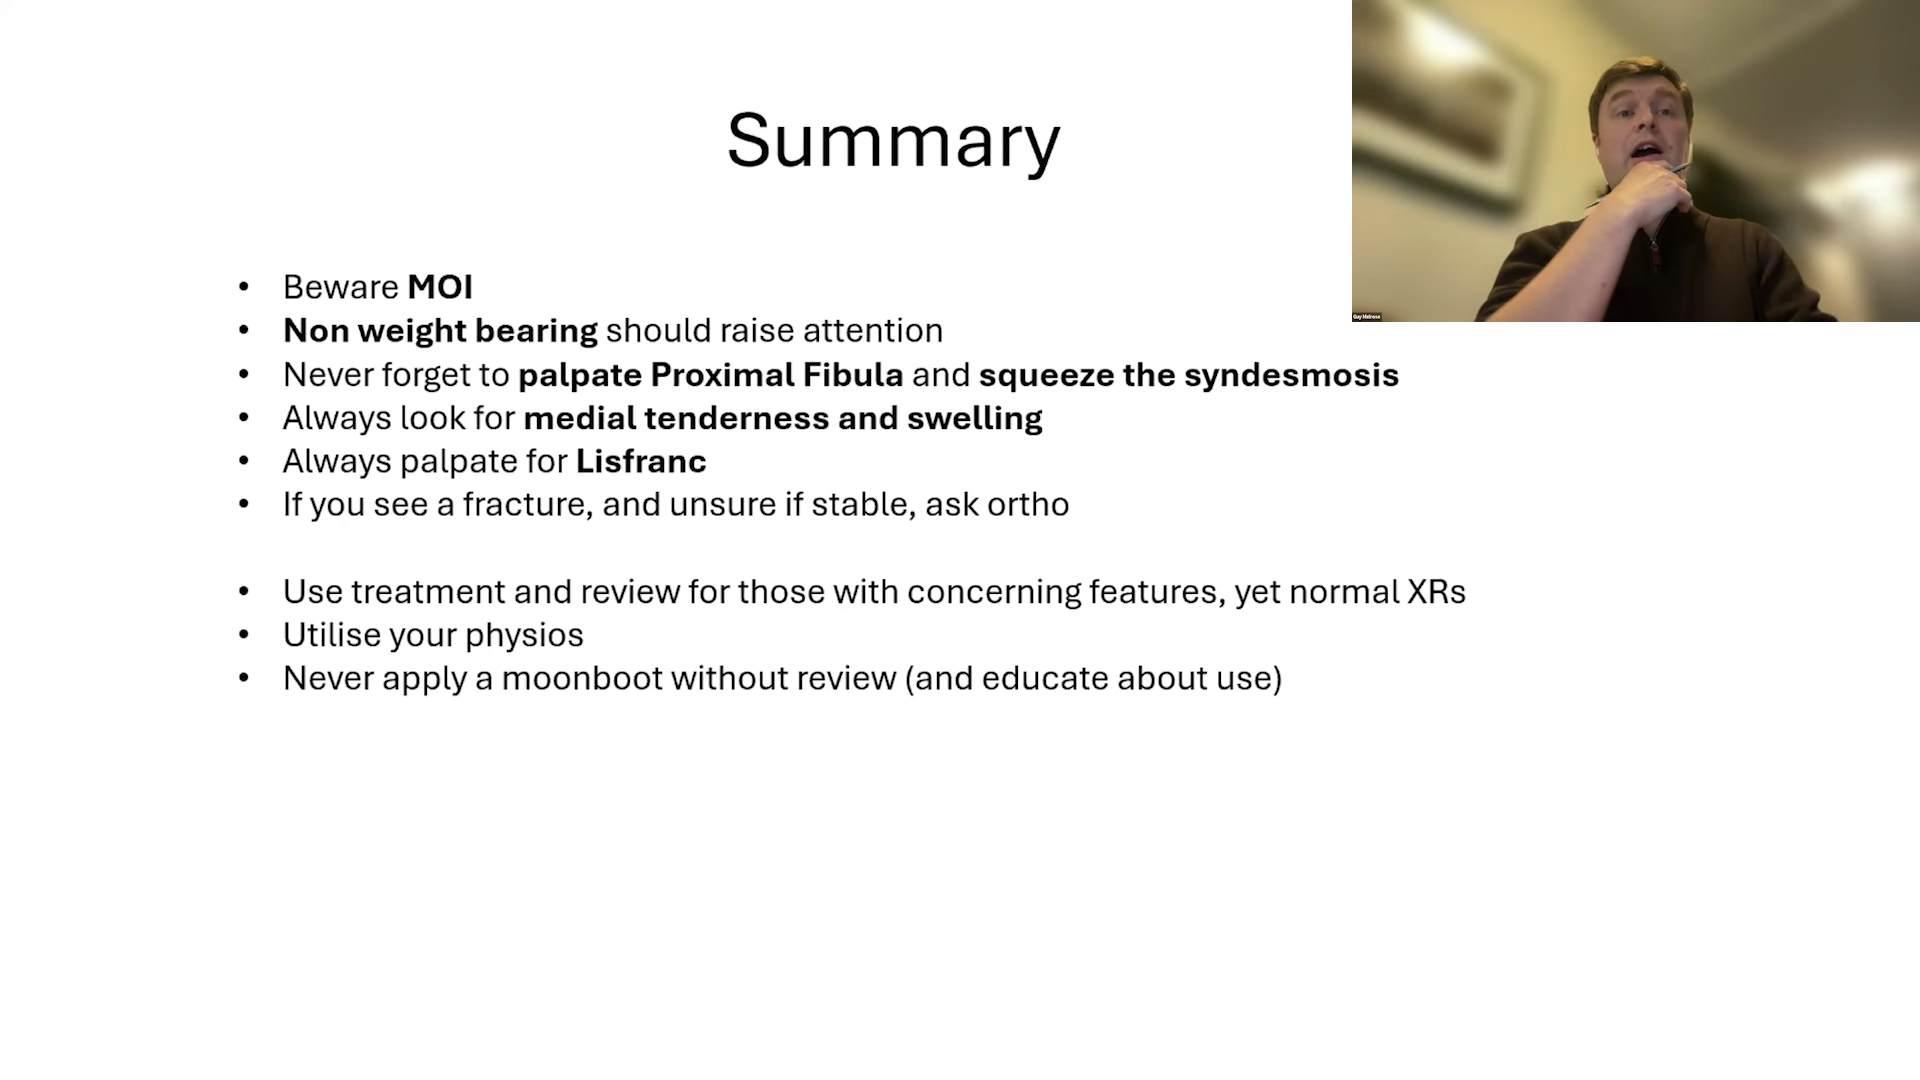 Summary
• Beware MOI
• Non weight bearing should raise attention
• Never forget to palpate Proximal Fibula and squeeze the syndesmosis
• Always look for medial tenderness and swelling
• Always palpate for Lisfranc
• If you see a fracture, and unsure if stable, ask ortho
• Use treatment and review for those with concerning features, yet normal XRs
• Utilise your physios
• Never apply a moonboot without review (and educate about use)
Guy Melrose